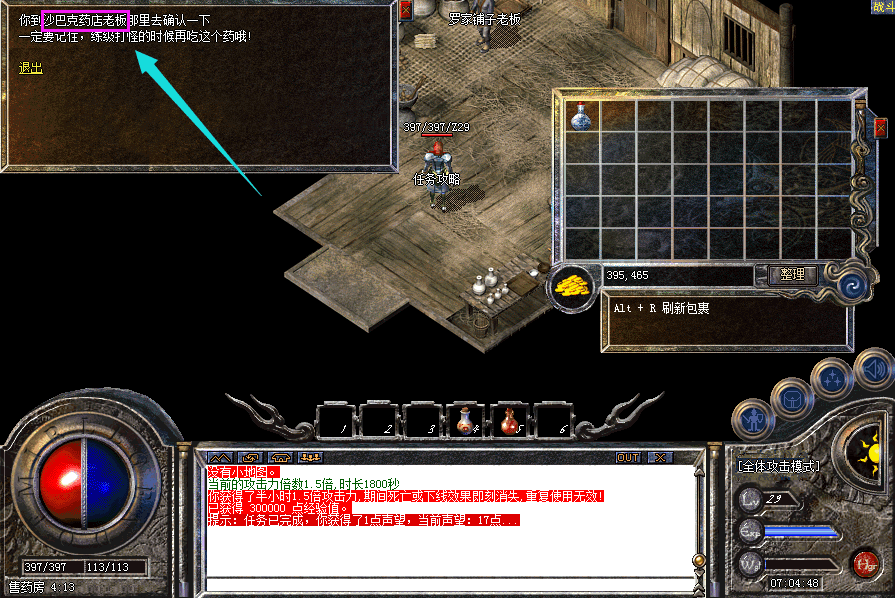 你到沙巴克药店老板那里去确认一下
一定要记住，练级打怪的时候再吃这个药哦！
退出
罗家铺子老板
战斗
397/397/Z29
任务攻略
395,465
整理
Alt + R 刷新包裹
1 2 3 4 5 6
OUT
没有小地图。
当前的攻击力倍数1.5倍,时长1800秒
你获得了半小时1.5倍攻击力,期间死亡或下线效果即刻消失,重复使用无效!
已获得 300000 点经验值。
提示: 任务已完成，你获得了1点声望，当前声望: 17点...
[全体攻击模式]
Lv 29
Exp
Wgt
Hgr
397/397 113/113
售药房 4:13
07:04:48